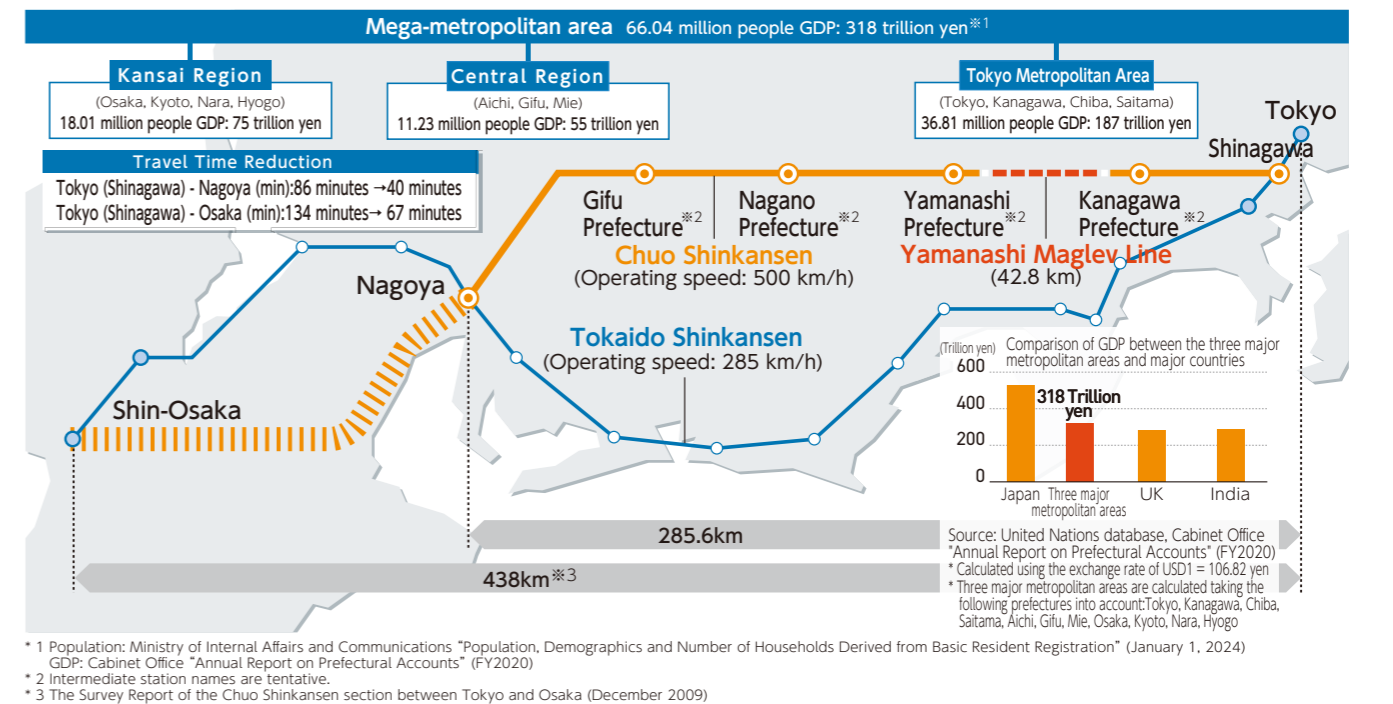 Mega-metropolitan area 66.04 million people GDP: 318 trillion yen※1
Kansai Region
(Osaka, Kyoto, Nara, Hyogo)
18.01 million people GDP: 75 trillion yen
Central Region
(Aichi, Gifu, Mie)
11.23 million people GDP: 55 trillion yen
Tokyo Metropolitan Area
(Tokyo, Kanagawa, Chiba, Saitama)
36.81 million people GDP: 187 trillion yen
Tokyo
Shinagawa
Travel Time Reduction
Tokyo (Shinagawa) - Nagoya (min):86 minutes →40 minutes
Tokyo (Shinagawa) - Osaka (min):134 minutes→ 67 minutes
Gifu
Prefecture※2
Nagano
Prefecture※2
Yamanashi
Prefecture※2
Kanagawa
Prefecture※2
Chuo Shinkansen
(Operating speed: 500 km/h)
Yamanashi Maglev Line
(42.8 km)
Nagoya
Tokaido Shinkansen
(Operating speed: 285 km/h)
Shin-Osaka
(Trillion yen)
Comparison of GDP between the three major
metropolitan areas and major countries
600
400
200
0
318 Trillion
yen
Japan
Three major
metropolitan areas
UK
India
285.6km
438km※3
Source: United Nations database, Cabinet Office
"Annual Report on Prefectural Accounts" (FY2020)
* Calculated using the exchange rate of USD1 = 106.82 yen
* Three major metropolitan areas are calculated taking the
following prefectures into account:Tokyo, Kanagawa, Chiba,
Saitama, Aichi, Gifu, Mie, Osaka, Kyoto, Nara, Hyogo
* 1 Population: Ministry of Internal Affairs and Communications “Population, Demographics and Number of Households Derived from Basic Resident Registration” (January 1, 2024)
GDP: Cabinet Office “Annual Report on Prefectural Accounts” (FY2020)
* 2 Intermediate station names are tentative.
* 3 The Survey Report of the Chuo Shinkansen section between Tokyo and Osaka (December 2009)